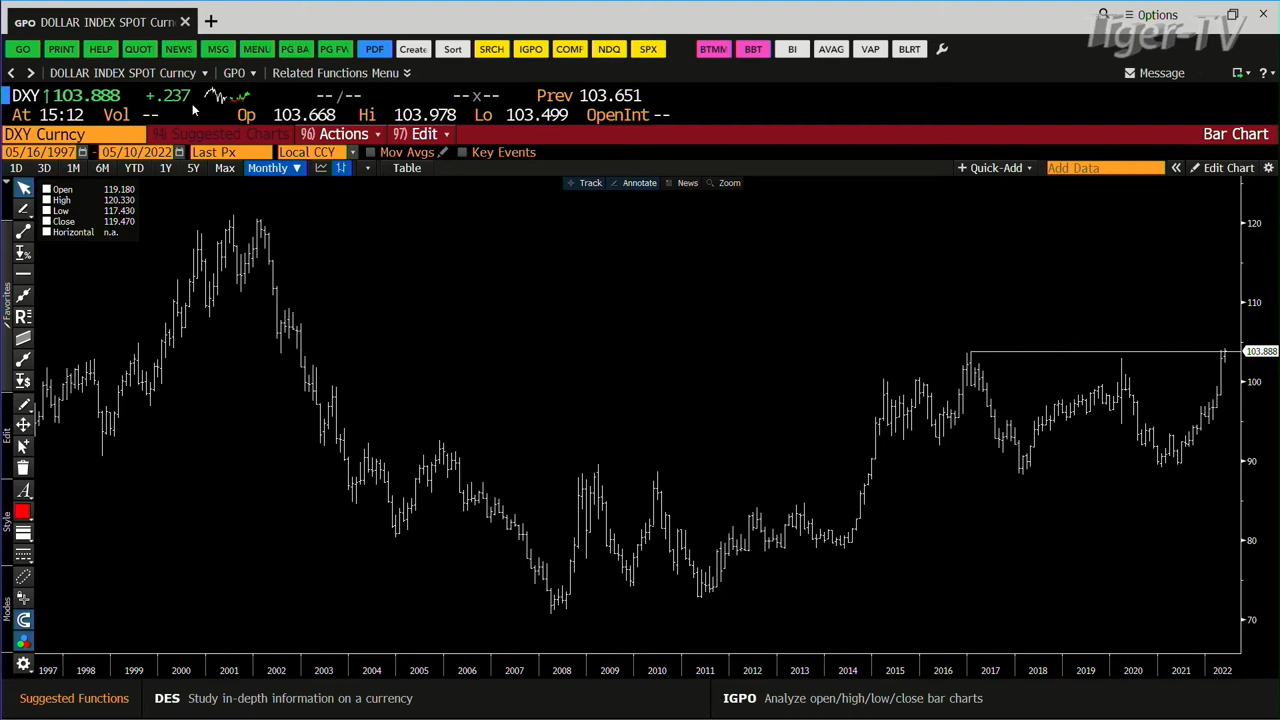 GPO DOLLAR INDEX SPOT Curn
Options
Tiger-TV
GO PRINT HELP QUOT NEWS MSG MENU PG BA PG FW PDF Create Sort SRCH IGPO COMF NDQ SPX BTMM BBT BI AVAG VAP BLRT
DOLLAR INDEX SPOT Curncy GPO Related Functions Menu Message ?
DXY ↑103.888 +.237 --/-- --x-- Prev 103.651
At 15:12 Vol -- Op 103.668 Hi 103.978 Lo 103.499 OpenInt --
DXY Curncy 94) Suggested Charts 96) Actions 97) Edit Bar Chart
05/16/1997 - 05/10/2022 Last Px Local CCY Mov Avgs Key Events
1D 3D 1M 6M YTD 1Y 5Y Max Monthly ▼ Table + Quick-Add Add Data « Edit Chart
Track Annotate News Zoom
Open 119.180
High 120.330
Low 117.430
Close 119.470
Horizontal n.a.
Favorites
Edit
Style
Modes
120
110
103.888
100
90
80
70
1997 1998 1999 2000 2001 2002 2003 2004 2005 2006 2007 2008 2009 2010 2011 2012 2013 2014 2015 2016 2017 2018 2019 2020 2021 2022
Suggested Functions DES Study in-depth information on a currency IGPO Analyze open/high/low/close bar charts